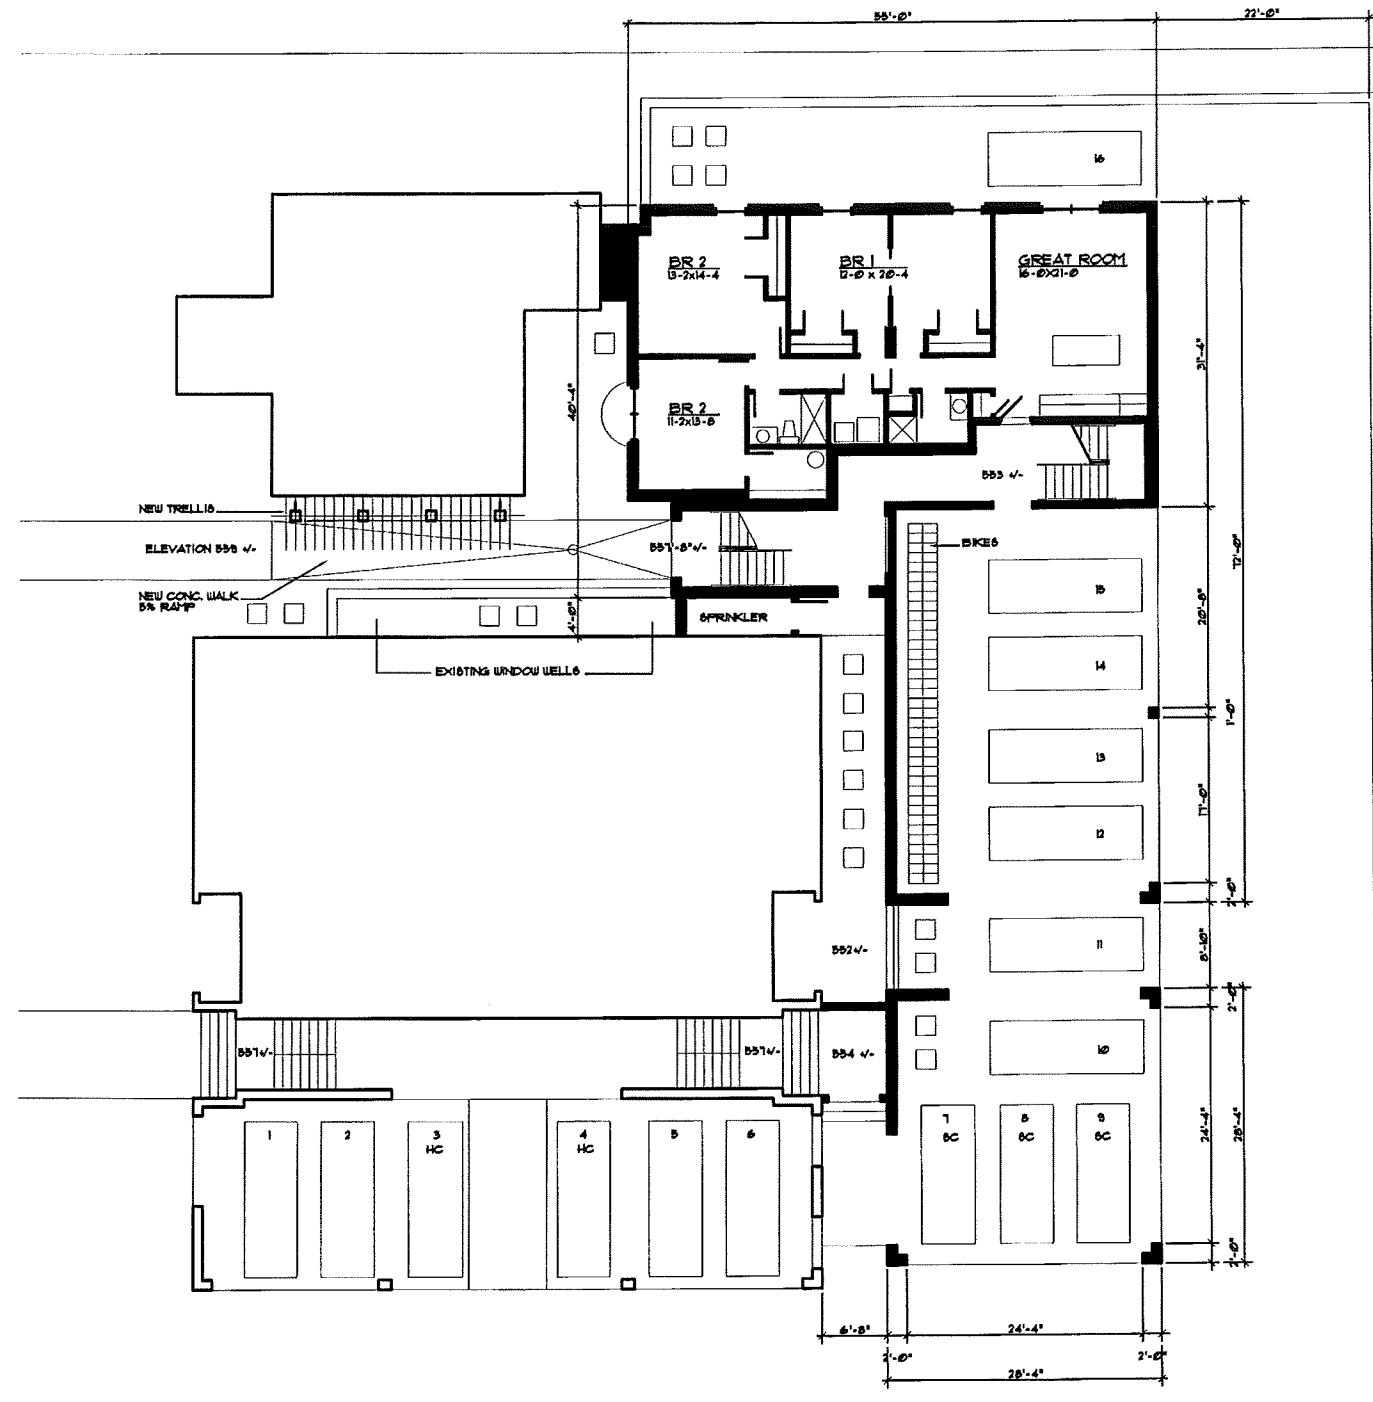 55'-0"
22'-0"
16
BR 2
13-2x14-4
BR 1
12-0 x 20-4
GREAT ROOM
16-0X21-0
31'-4"
40'-4"
BR 2
11-2x13-8
553 +/-
NEW TRELLIS
ELEVATION 558 +/-
557'-8"+/-
BIKES
72'-0"
NEW CONC. WALK
5% RAMP
15
20'-8"
4'-0"
SPRINKLER
EXISTING WINDOW WELLS
14
1'-0"
13
17'-0"
12
2'-0"
552+/-
11
8'-10"
2'-0"
557+/-
557+/-
554 +/-
10
1
2
3
HC
4
HC
5
6
7
SC
8
SC
9
SC
24'-4"
28'-4"
2'-0"
6'-8"
24'-4"
2'-0"
2'-0"
28'-4"